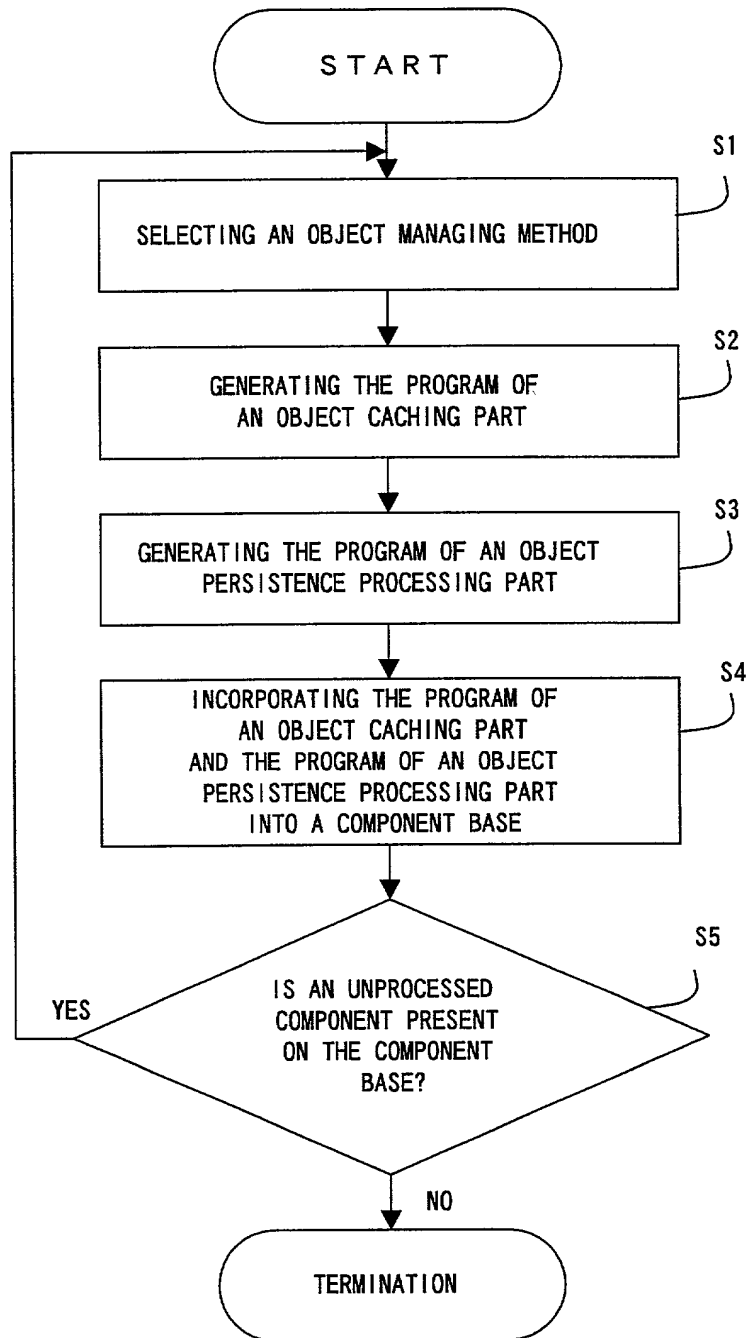 START
S1
SELECTING AN OBJECT MANAGING METHOD
S2
GENERATING THE PROGRAM OF
AN OBJECT CACHING PART
S3
GENERATING THE PROGRAM OF AN OBJECT
PERSISTENCE PROCESSING PART
S4
INCORPORATING THE PROGRAM OF
AN OBJECT CACHING PART
AND THE PROGRAM OF AN OBJECT
PERSISTENCE PROCESSING PART
INTO A COMPONENT BASE
S5
YES
IS AN UNPROCESSED
COMPONENT PRESENT
ON THE COMPONENT
BASE?
NO
TERMINATION